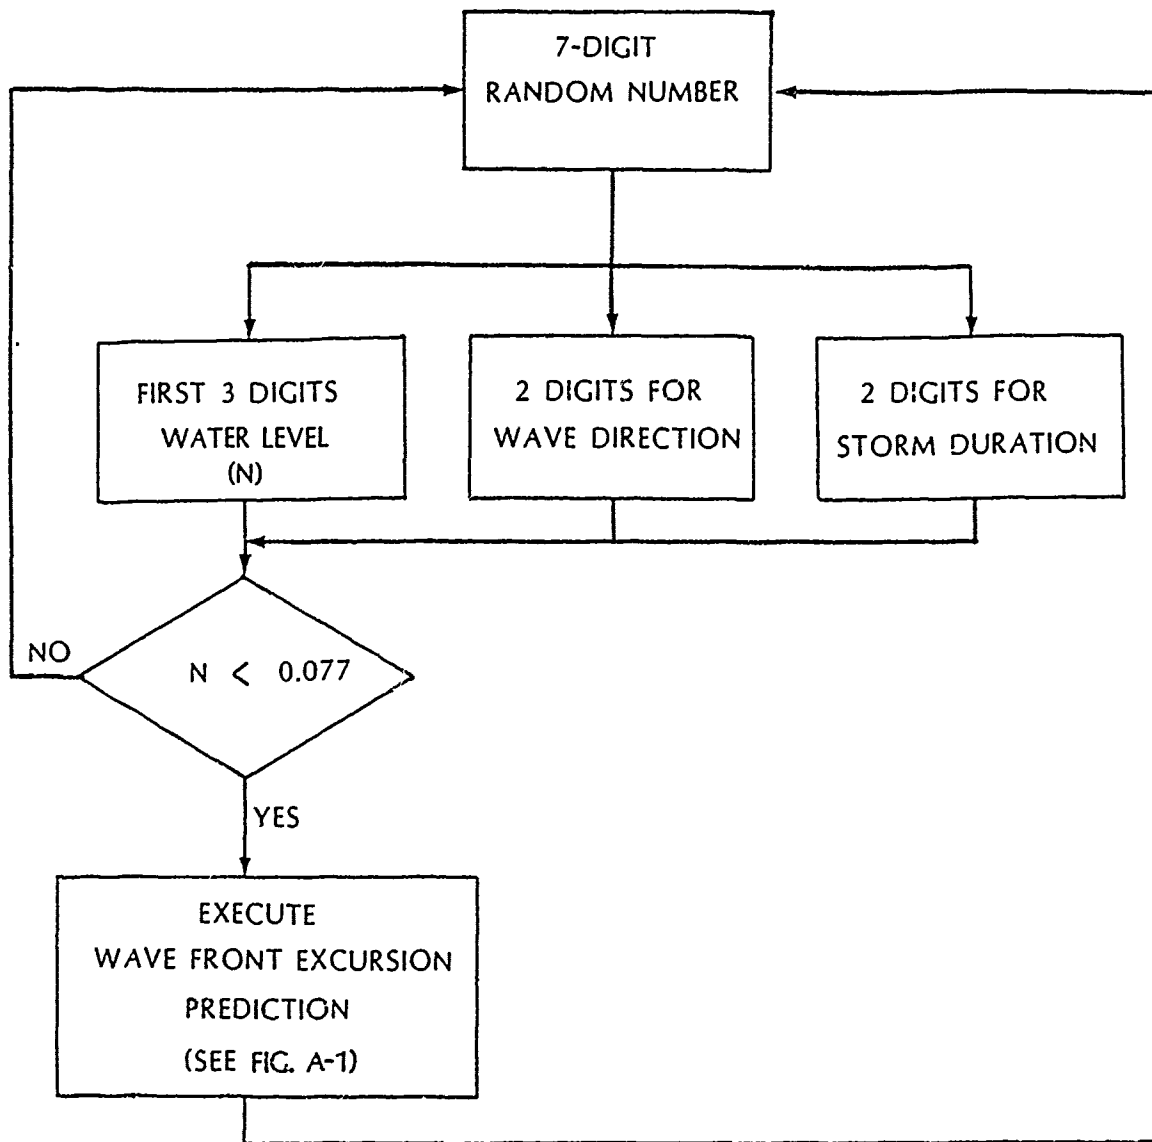 7-DIGIT
RANDOM NUMBER
FIRST 3 DIGITS
WATER LEVEL
(N)
2 DIGITS FOR
WAVE DIRECTION
2 DIGITS FOR
STORM DURATION
NO
N < 0.077
YES
EXECUTE
WAVE FRONT EXCURSION
PREDICTION
(SEE FIG. A-1)